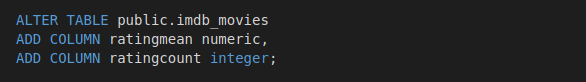 ALTER TABLE public.imdb_movies
ADD COLUMN ratingmean numeric,
ADD COLUMN ratingcount integer;